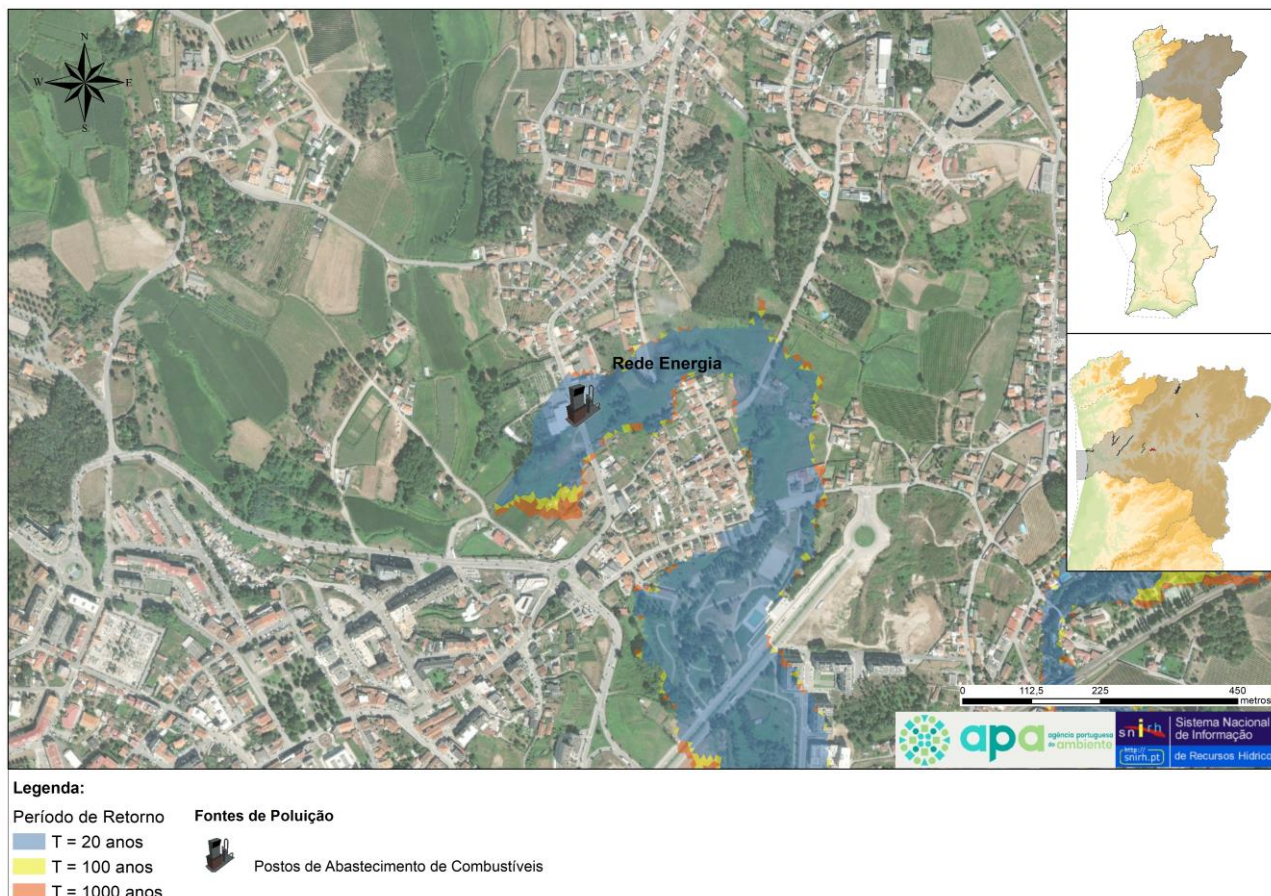 N
W
E
S
Rede Energia
0
112,5
225
450
metros
apa
agência portuguesa
do ambiente
snirh
http://
snirh.pt
Sistema Nacional
de Informação
de Recursos Hídrico
Legenda:
Período de Retorno
Fontes de Poluição
T = 20 anos
T = 100 anos
T = 1000 anos
Postos de Abastecimento de Combustíveis